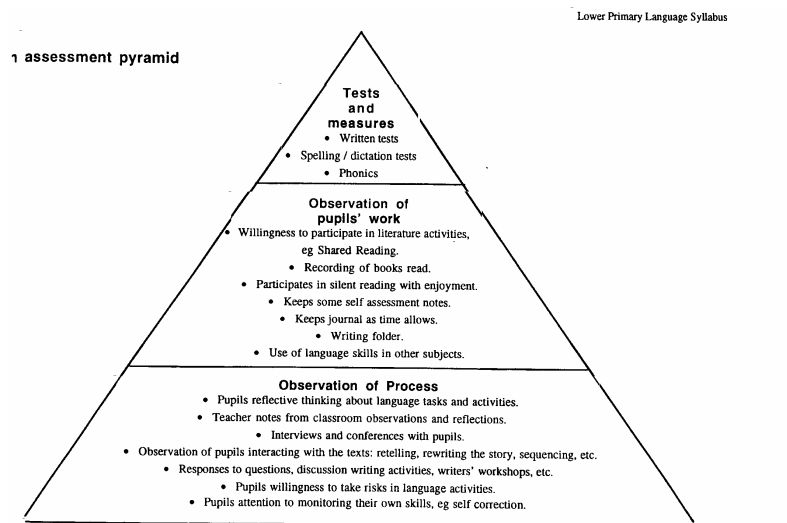 Lower Primary Language Syllabus
assessment pyramid
Tests
and
measures
• Written tests
• Spelling / dictation tests
• Phonics
Observation of
pupils' work
• Willingness to participate in literature activities,
eg Shared Reading.
• Recording of books read.
• Participates in silent reading with enjoyment.
• Keeps some self assessment notes.
• Keeps journal as time allows.
• Writing folder.
• Use of language skills in other subjects.
Observation of Process
• Pupils reflective thinking about language tasks and activities.
• Teacher notes from classroom observations and reflections.
• Interviews and conferences with pupils.
• Observation of pupils interacting with the texts: retelling, rewriting the story, sequencing, etc.
• Responses to questions, discussion writing activities, writers' workshops, etc.
• Pupils willingness to take risks in language activities.
• Pupils attention to monitoring their own skills, eg self correction.